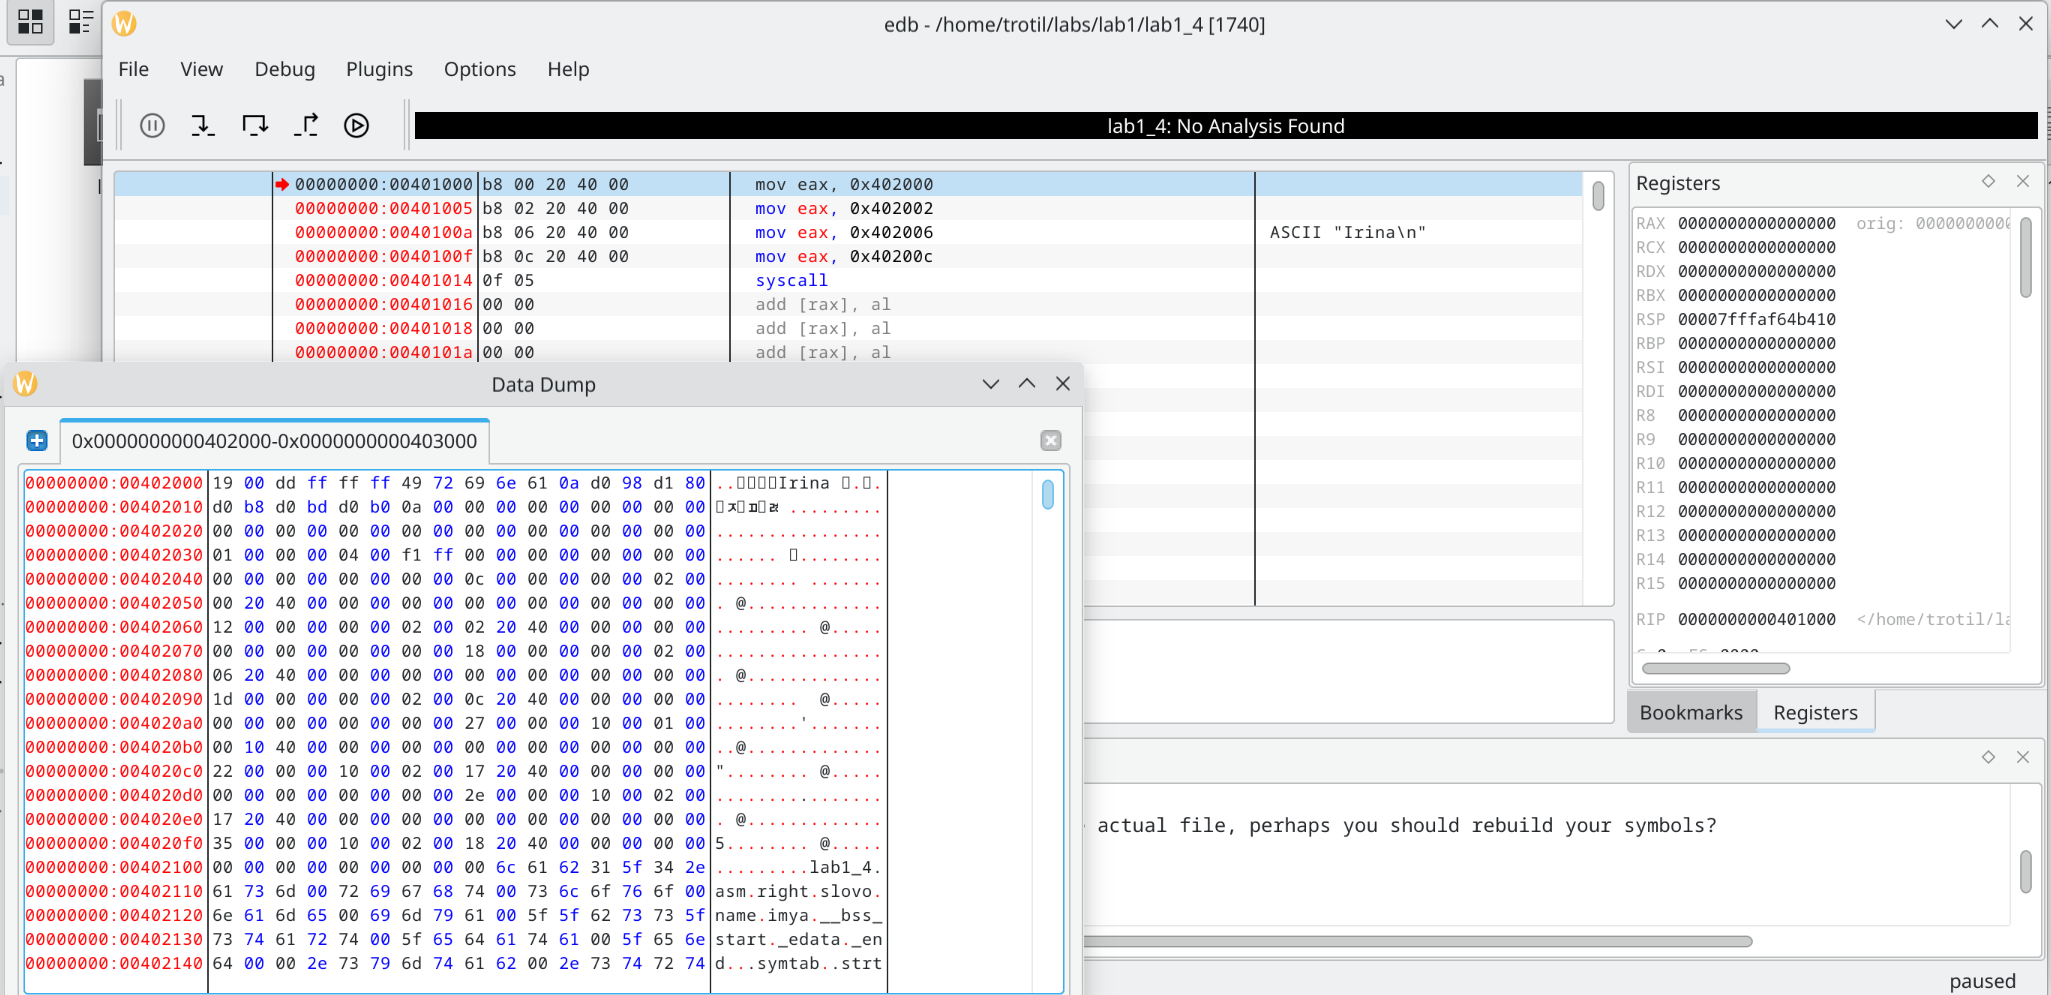 edb - /home/trotil/labs/lab1/lab1_4 [1740]
File View Debug Plugins Options Help
lab1_4: No Analysis Found
00000000:00401000 b8 00 20 40 00 mov eax, 0x402000
00000000:00401005 b8 02 20 40 00 mov eax, 0x402002
00000000:0040100a b8 06 20 40 00 mov eax, 0x402006 ASCII "Irina\n"
00000000:0040100f b8 0c 20 40 00 mov eax, 0x40200c
00000000:00401014 0f 05 syscall
00000000:00401016 00 00 add [rax], al
00000000:00401018 00 00 add [rax], al
00000000:0040101a 00 00 add [rax], al
Registers
RAX 0000000000000000 orig: 0000000000
RCX 0000000000000000
RDX 0000000000000000
RBX 0000000000000000
RSP 00007fffaf64b410
RBP 0000000000000000
RSI 0000000000000000
RDI 0000000000000000
R8 0000000000000000
R9 0000000000000000
R10 0000000000000000
R11 0000000000000000
R12 0000000000000000
R13 0000000000000000
R14 0000000000000000
R15 0000000000000000
RIP 0000000000401000 </home/trotil/la
Bookmarks Registers
Data Dump
0x0000000000402000-0x0000000000403000
00000000:00402000 19 00 dd ff ff ff 49 72 69 6e 61 0a d0 98 d1 80 ..Irina . .
00000000:00402010 d0 b8 d0 bd d0 b0 0a 00 00 00 00 00 00 00 00 00 .........
00000000:00402020 00 00 00 00 00 00 00 00 00 00 00 00 00 00 00 00 ................
00000000:00402030 01 00 00 00 04 00 f1 ff 00 00 00 00 00 00 00 00 ...... ........
00000000:00402040 00 00 00 00 00 00 00 00 0c 00 00 00 00 00 02 00 ........ .......
00000000:00402050 00 20 40 00 00 00 00 00 00 00 00 00 00 00 00 00 . @.............
00000000:00402060 12 00 00 00 00 00 02 00 02 20 40 00 00 00 00 00 ......... @.....
00000000:00402070 00 00 00 00 00 00 00 00 18 00 00 00 00 00 02 00 ................
00000000:00402080 06 20 40 00 00 00 00 00 00 00 00 00 00 00 00 00 . @.............
00000000:00402090 1d 00 00 00 00 00 02 00 0c 20 40 00 00 00 00 00 ........ @.....
00000000:004020a0 00 00 00 00 00 00 00 00 27 00 00 00 10 00 01 00 ........'.......
00000000:004020b0 00 10 40 00 00 00 00 00 00 00 00 00 00 00 00 00 ..@.............
00000000:004020c0 22 00 00 00 10 00 02 00 17 20 40 00 00 00 00 00 "........ @.....
00000000:004020d0 00 00 00 00 00 00 00 00 2e 00 00 00 10 00 02 00 ................
00000000:004020e0 17 20 40 00 00 00 00 00 00 00 00 00 00 00 00 00 . @.............
00000000:004020f0 35 00 00 00 10 00 02 00 18 20 40 00 00 00 00 00 5........ @.....
00000000:00402100 00 00 00 00 00 00 00 00 00 6c 61 62 31 5f 34 2e .........lab1_4.
00000000:00402110 61 73 6d 00 72 69 67 68 74 00 73 6c 6f 76 6f 00 asm.right.slovo.
00000000:00402120 6e 61 6d 65 00 69 6d 79 61 00 5f 5f 62 73 73 5f name.imya.__bss_
00000000:00402130 73 74 61 72 74 00 5f 65 64 61 74 61 00 5f 65 6e start._edata._en
00000000:00402140 64 00 00 2e 73 79 6d 74 61 62 00 2e 73 74 72 74 d...symtab..strt
actual file, perhaps you should rebuild your symbols?
paused